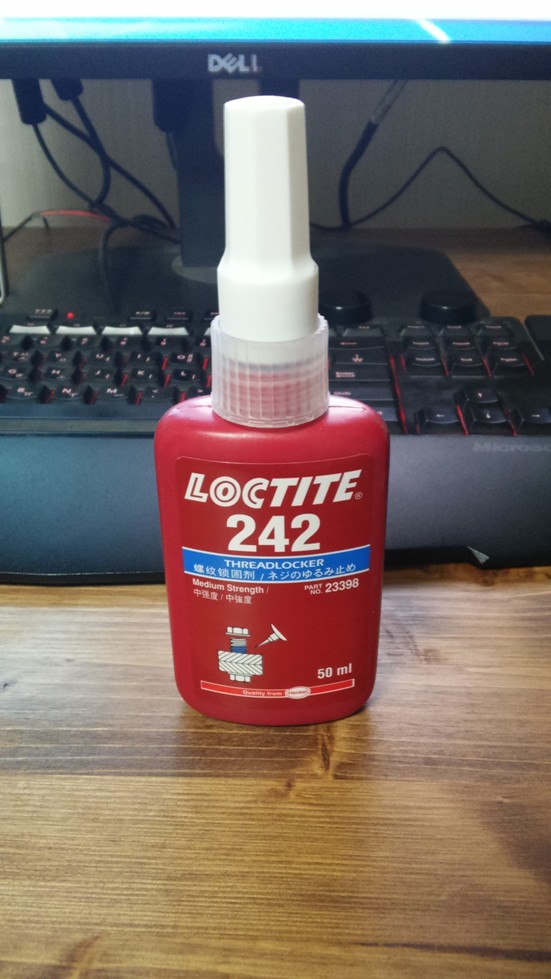 DELL
LOCTITE®
242
THREADLOCKER
螺纹锁固剂 / ネジのゆるみ止め
Medium Strength /
中强度 / 中強度
PART
NO. 23398
50 ml
Quality from Henkel